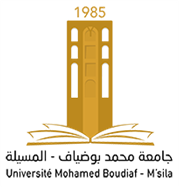 1985
جامعة محمد بوضياف - المسيلة
Université Mohamed Boudiaf - M'sila